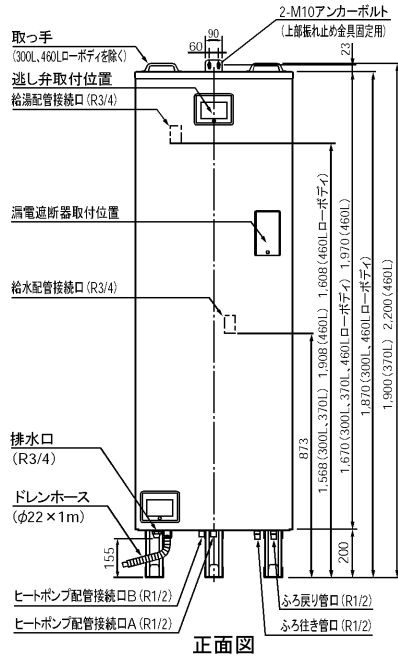 2-M10アンカーボルト
(上部振れ止め金具固定用)
90
60
23
取っ手
(300L、460Lローボディを除く)
逃し弁取付位置
給湯配管接続口(R3/4)
漏電遮断器取付位置
給水配管接続口(R3/4)
873
1,568(300L、370L) 1,908(460L) 1,608(460Lローボディ)
1,670(300L、370L、460Lローボディ) 1,970(460L)
1,870(300L、460Lローボディ)
1,900(370L) 2,200(460L)
排水口
(R3/4)
ドレンホース
(φ22×1m)
155
200
ヒートポンプ配管接続口B(R1/2)
ヒートポンプ配管接続口A(R1/2)
ふろ戻り管口(R1/2)
ふろ往き管口(R1/2)
正面図